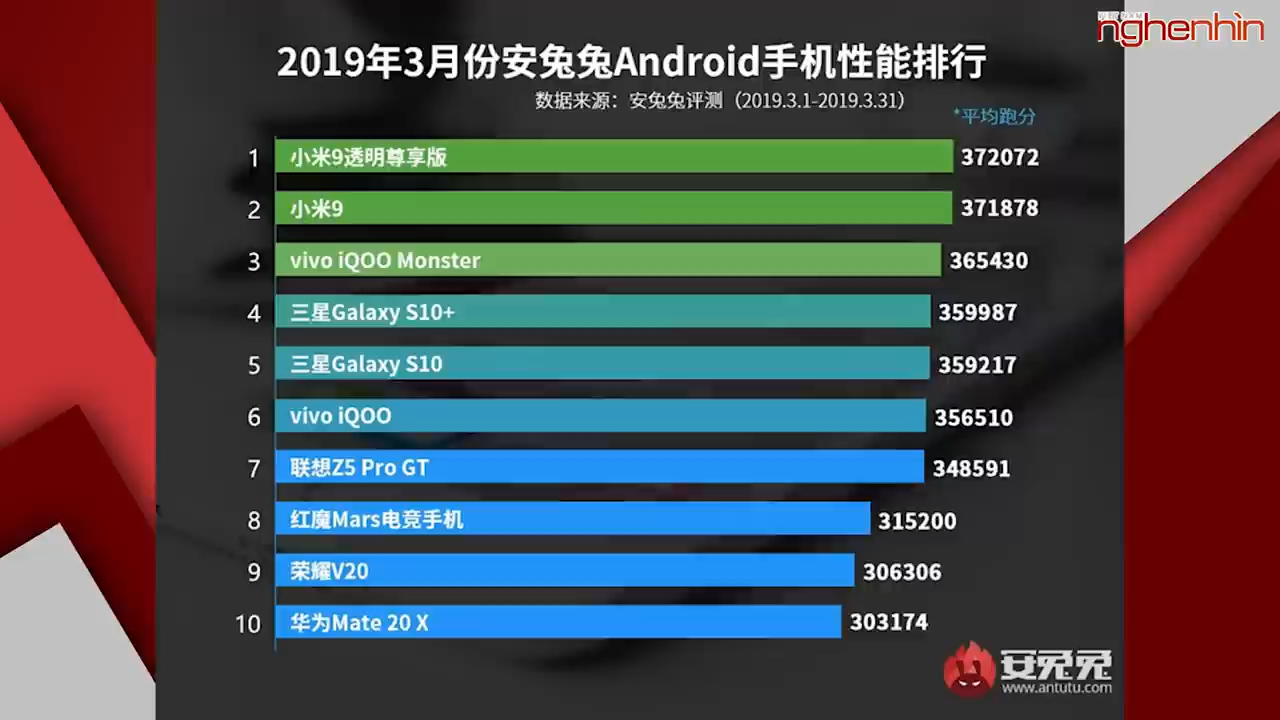 nghenhìn
2019年3月份安兔兔Android手机性能排行
数据来源：安兔兔评测（2019.3.1-2019.3.31）
*平均跑分
1 小米9透明尊享版 372072
2 小米9 371878
3 vivo iQOO Monster 365430
4 三星Galaxy S10+ 359987
5 三星Galaxy S10 359217
6 vivo iQOO 356510
7 联想Z5 Pro GT 348591
8 红魔Mars电竞手机 315200
9 荣耀V20 306306
10 华为Mate 20 X 303174
安兔兔
www.antutu.com